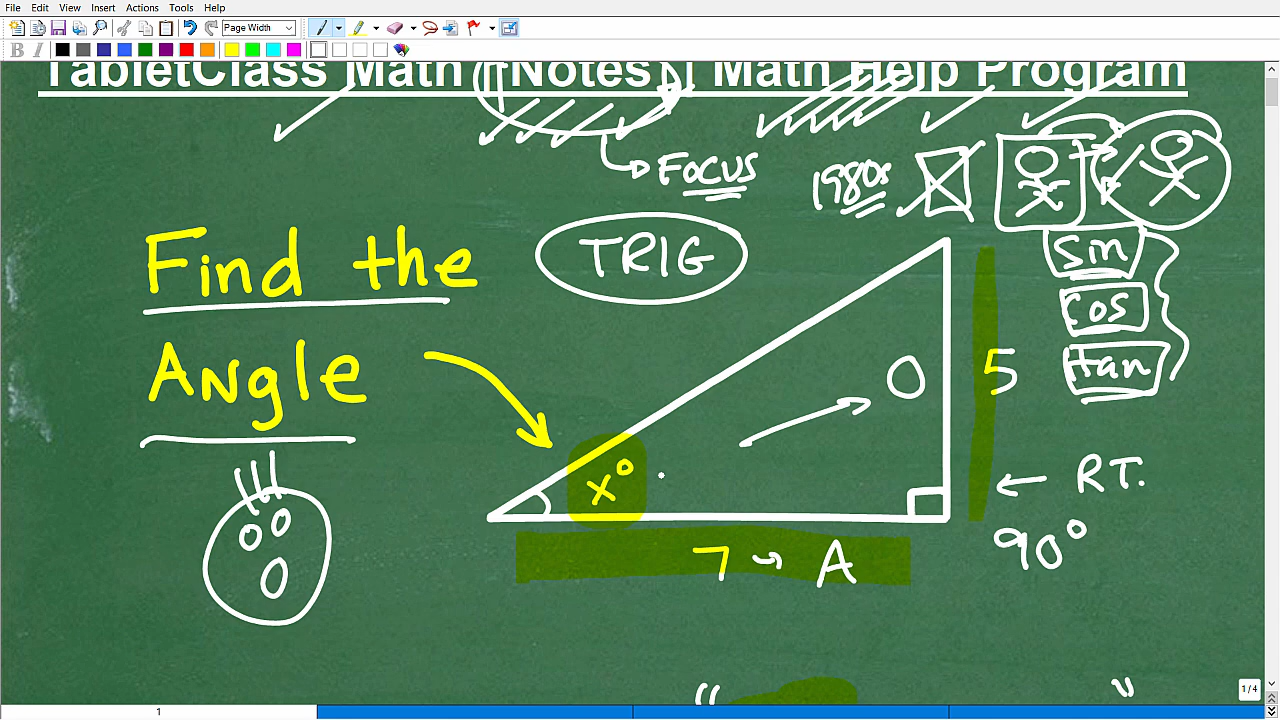 File Edit View Insert Actions Tools Help
Page Width
B I
TabletClass Math (Notes) | Math Help Program
FOCUS
1980s
Find the
Angle
TRIG
Sin
Cos
tan
O
5
x°
RT.
90°
7 → A
1/4
1